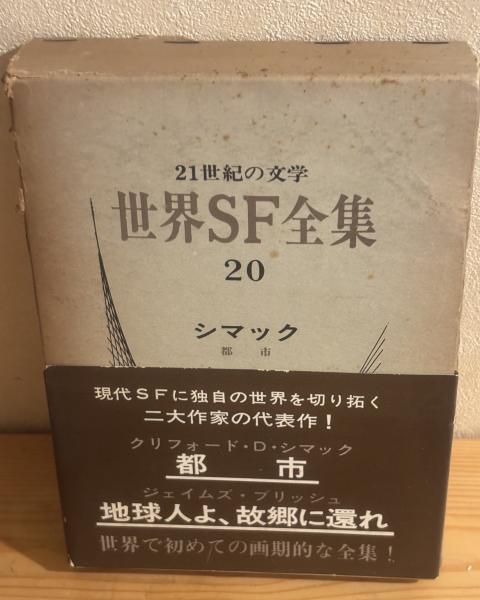 21世紀の文学
世界SF全集
20
シマック
都 市
現代SFに独自の世界を切り拓く
二大作家の代表作！
クリフォード・D・シマック
都 市
ジェイムズ・ブリッシュ
地球人よ、故郷に還れ
世界で初めての画期的な全集！